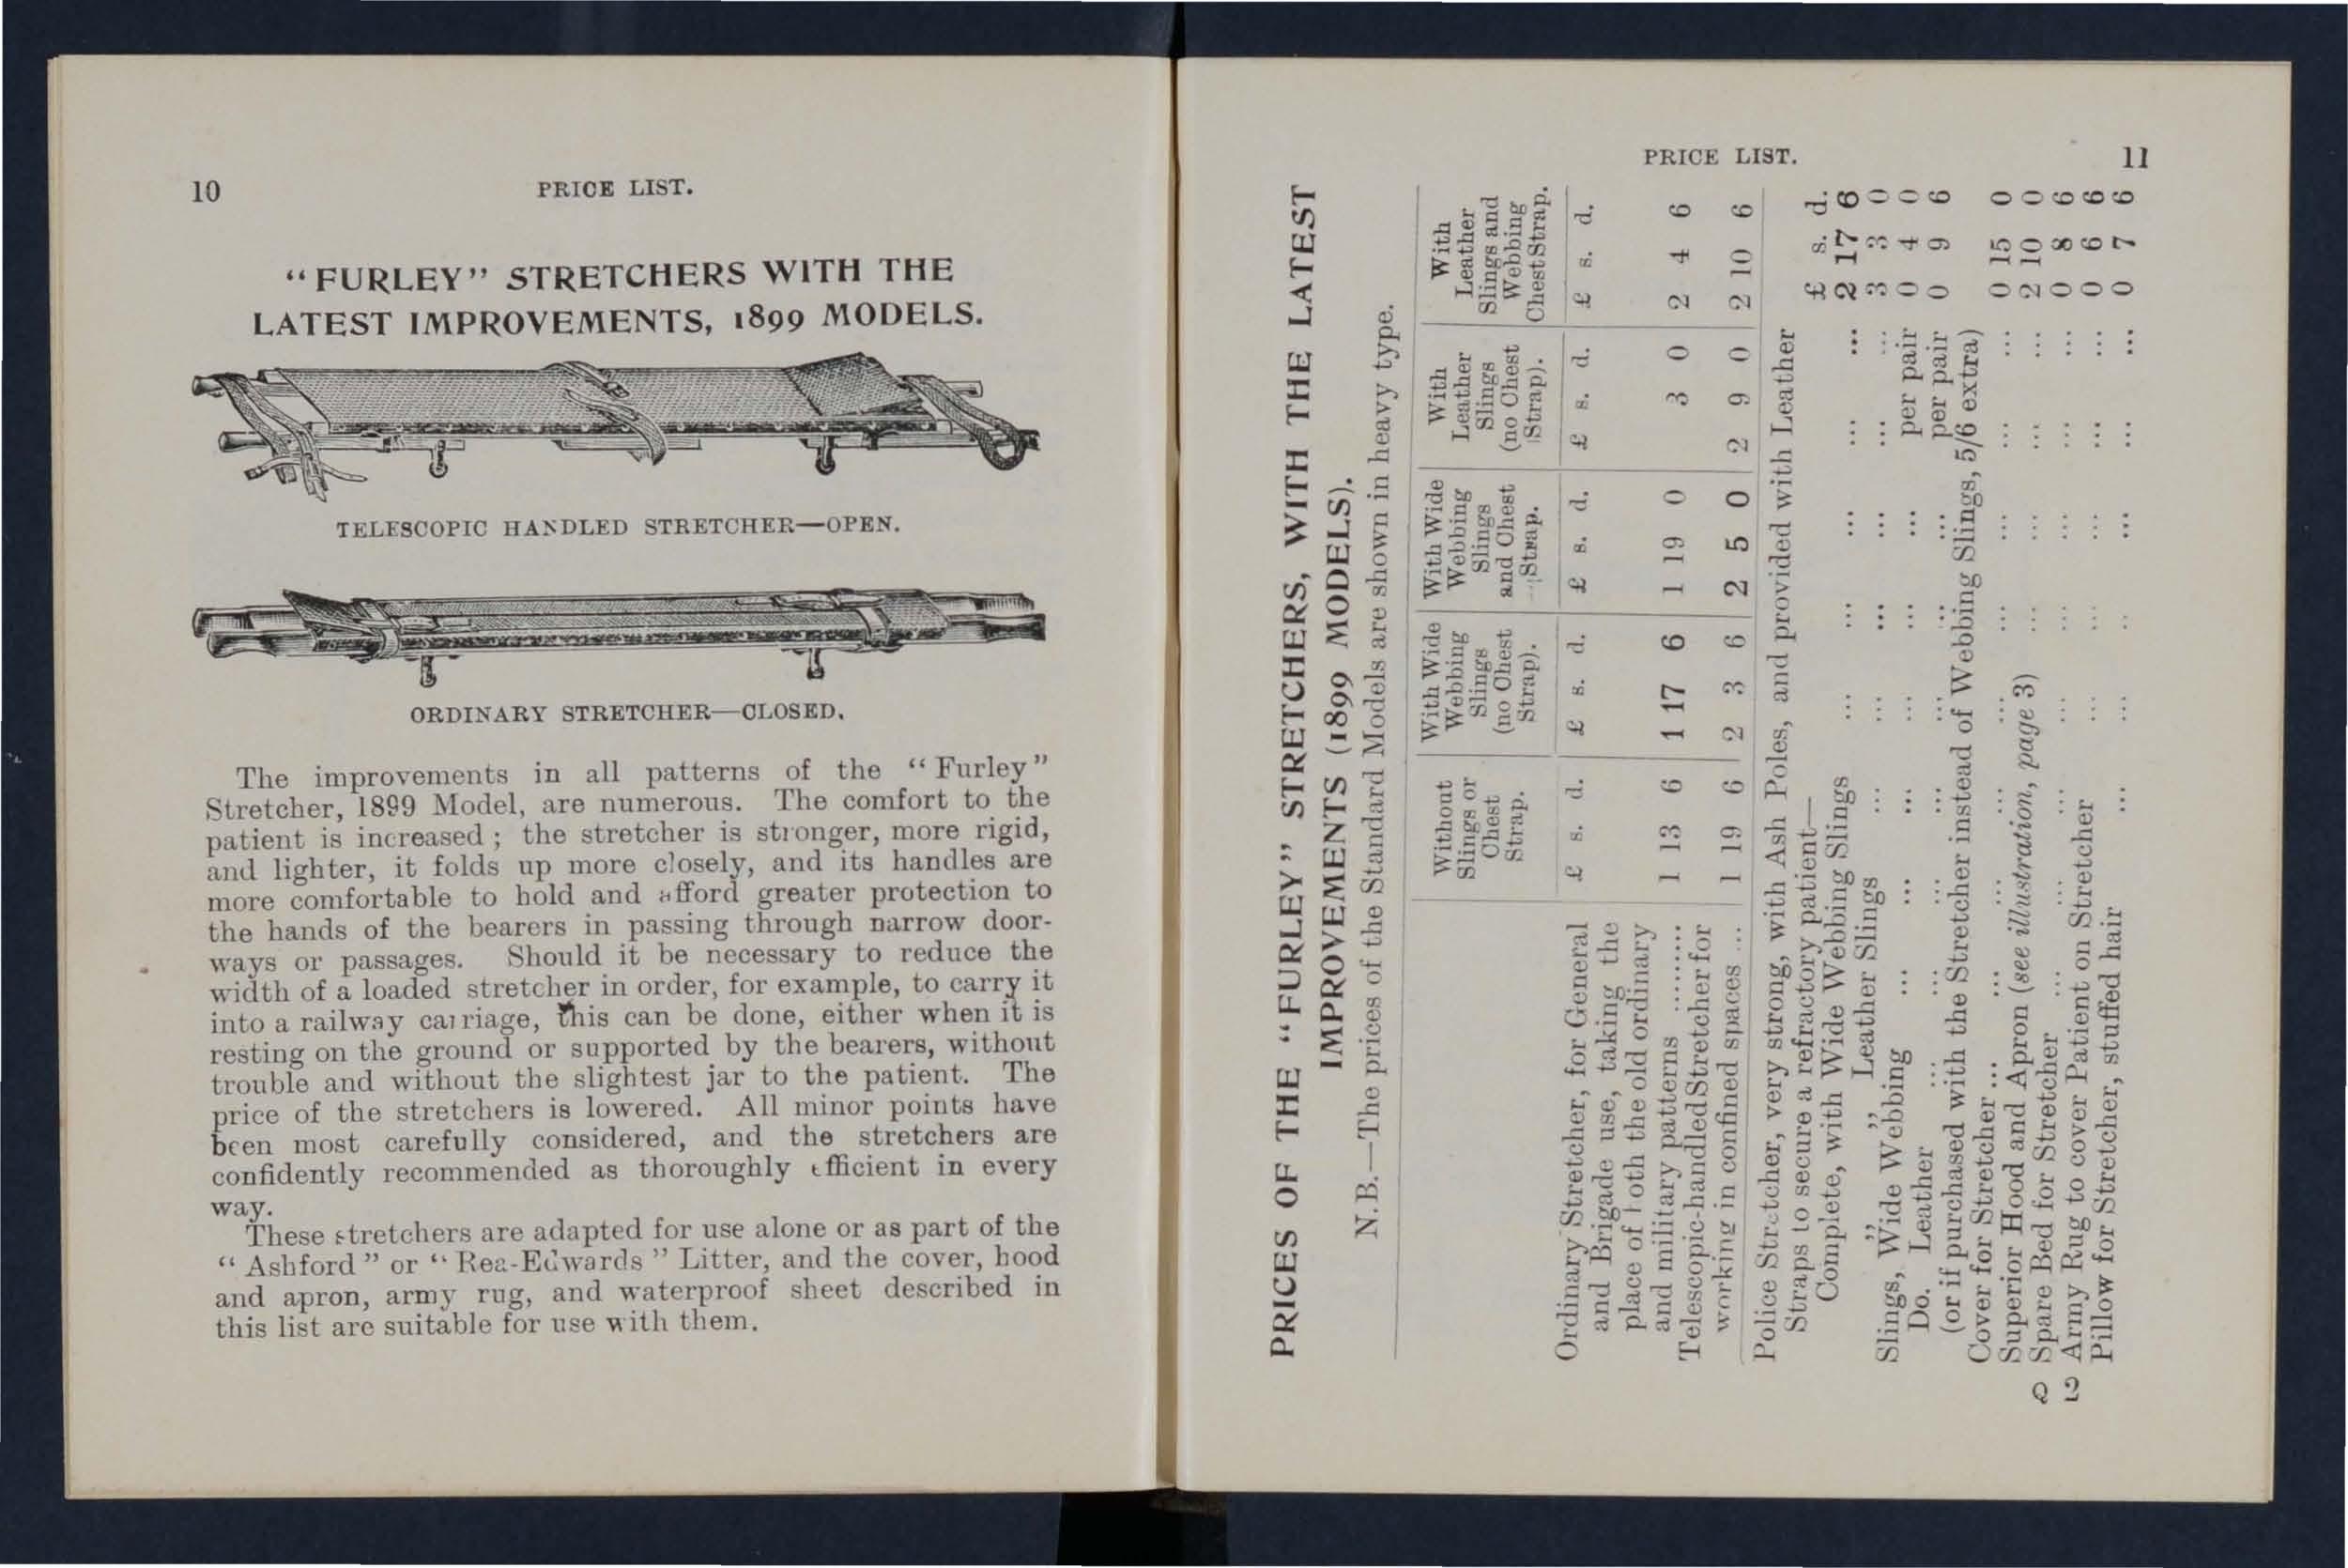 10 PRICE LIST.
“FURLEY” STRETCHERS WITH THE
LATEST IMPROVEMENTS, 1899 MODELS.
TELESCOPIC HANDLED STRETCHER—OPEN.
ORDINARY STRETCHER—CLOSED.
The improvements in all patterns of the “Furley”
Stretcher, 1899 Model, are numerous. The comfort to the
patient is increased; the stretcher is stronger, more rigid,
and lighter, it folds up more closely, and its handles are
more comfortable to hold and afford greater protection to
the hands of the bearers in passing through narrow door-
ways or passages. Should it be necessary to reduce the
width of a loaded stretcher in order, for example, to carry it
into a railway carriage, this can be done, either when it is
resting on the ground or supported by the bearers, without
trouble and without the slightest jar to the patient. The
price of the stretchers is lowered. All minor points have
been most carefully considered, and the stretchers are
confidently recommended as thoroughly efficient in every
way.
These stretchers are adapted for use alone or as part of the
“Ashford” or “Rea-Edwards” Litter, and the cover, hood
and apron, army rug, and waterproof sheet described in
this list are suitable for use with them.
PRICE LIST. 11
PRICES OF THE “FURLEY” STRETCHERS, WITH THE LATEST
IMPROVEMENTS (1899 MODELS).
N.B.—The prices of the Standard Models are shown in heavy type.
Without Slings or Chest Strap. With Wide Webbing Slings (no Chest Strap). With Wide Webbing Slings and Chest Strap. With Leather Slings (no Chest Strap). With Leather Slings and Webbing Chest Strap.
£ s. d. £ s. d. £ s. d. £ s. d. £ s. d.
Ordinary Stretcher, for General
and Brigade use, taking the
place of both the old ordinary
and military patterns ......... 1 13 6 1 17 6 1 19 0 3 0 2 4 6
Telescopic-handled Stretcher for
working in confined spaces ... 1 19 6 2 3 6 2 5 0 2 9 0 2 10 6
Police Stretcher, very strong, with Ash Poles, and provided with Leather
Straps to secure a refractory patient— £ s. d.
Complete, with Wide Webbing Slings ... ... ... ... ... 2 17 6
„ „ Leather Slings ... ... ... ... ... ... 3 3 0
Slings, Wide Webbing ... ... ... ... ... ... per pair 0 4 0
Do. Leather ... ... ... ... ... ... per pair 0 9 6
(or if purchased with the Stretcher instead of Webbing Slings, 5/6 extra)
Cover for Stretcher ... ... ... ... ... ... ... ... ... 0 15 0
Superior Hood and Apron (see illustration, page 3) ... ... ... ... 2 10 0
Spare Bed for Stretcher ... ... ... ... ... ... ... ... 0 8 6
Army Rug to cover Patient on Stretcher ... ... ... ... ... 0 6 6
Pillow for Stretcher, stuffed hair ... ... ... ... ... ... 0 7 6
Q 2